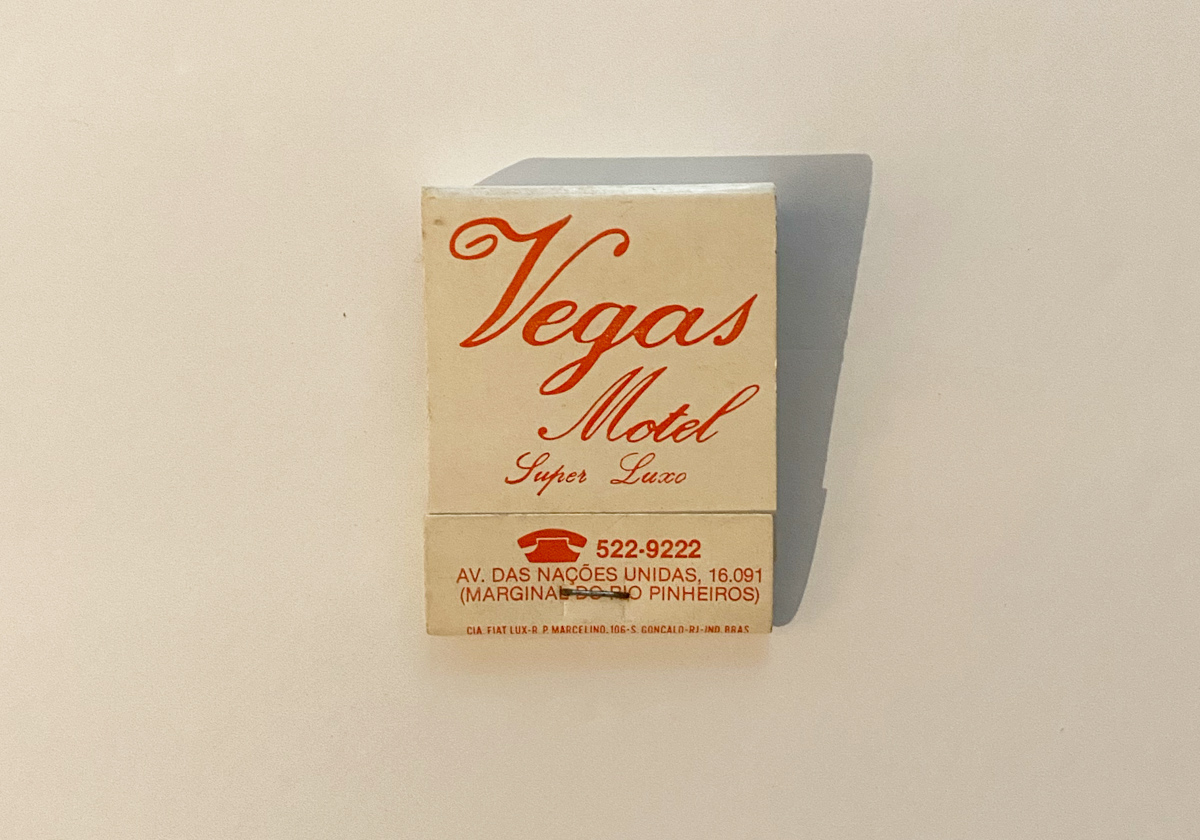 Vegas
Motel
Super Luxo
522-9222
AV. DAS NAÇÕES UNIDAS, 16.091
(MARGINAL DO RIO PINHEIROS)
CIA. FIAT LUX-R. P. MARCELINO, 106-S. GONÇALO-RJ-IND. BRAS.